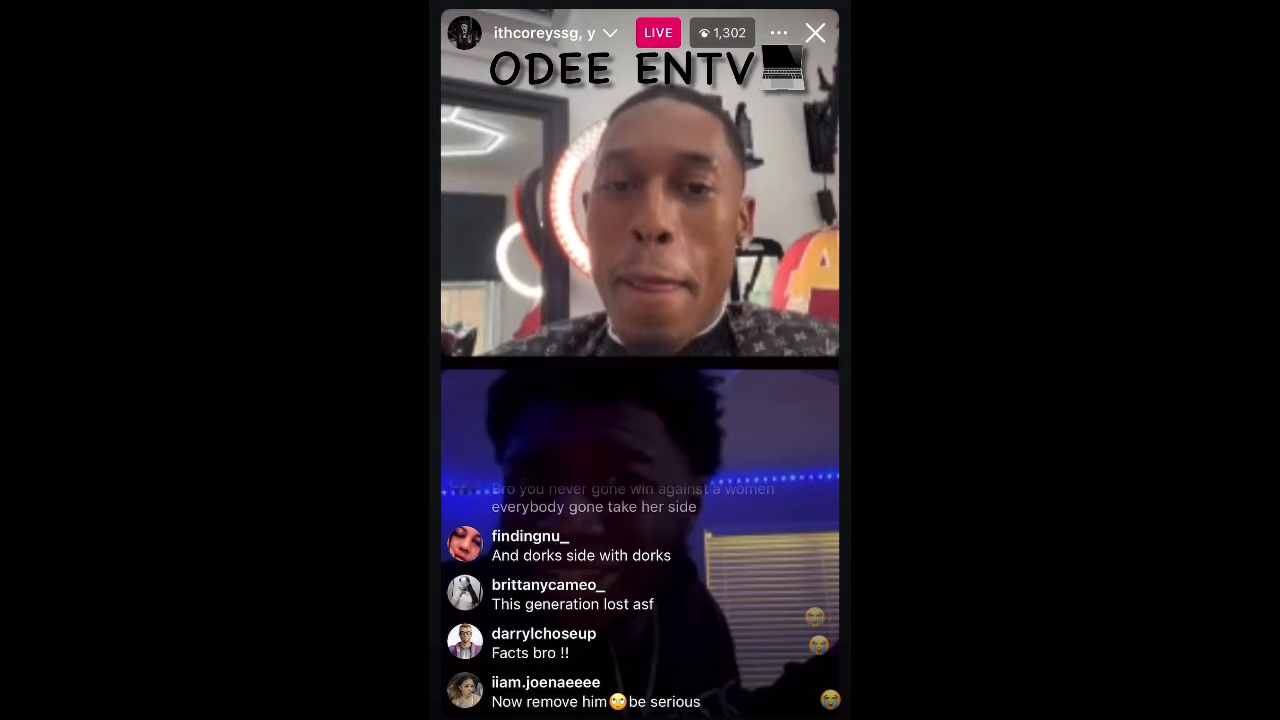 ithcoreyssg, y
LIVE
1,302
ODEE ENTV
A
Bro you never gone win against a women
everybody gone take her side
findingnu_
And dorks side with dorks
brittanycameo_
This generation lost asf
darrylchoseup
Facts bro !!
iiam.joenaeeee
Now remove him🙄be serious